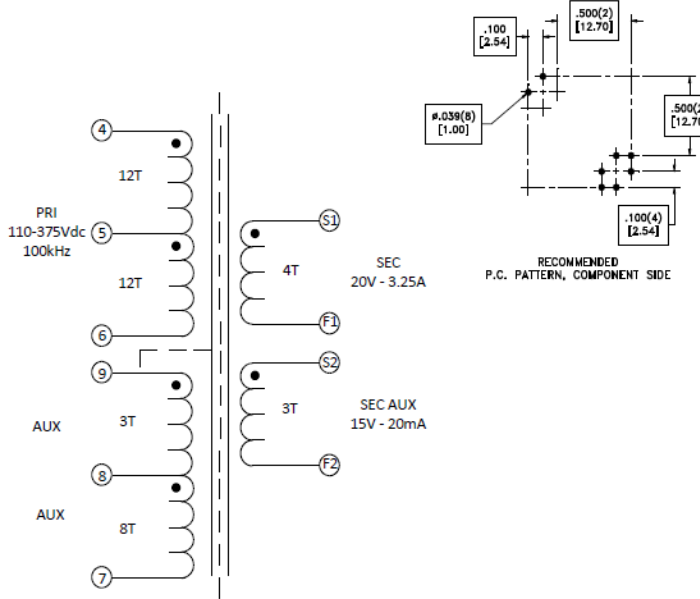 .100
[2.54]
.500(2)
[12.70]
ø.039(8)
[1.00]
.100(4)
[2.54]
RECOMMENDED
P.C. PATTERN, COMPONENT SIDE
4
12T
PRI
110-375Vdc
100kHz
5
12T
6
S1
4T
SEC
20V - 3.25A
F1
9
3T
AUX
8
AUX
8T
7
S2
3T
SEC AUX
15V - 20mA
F2